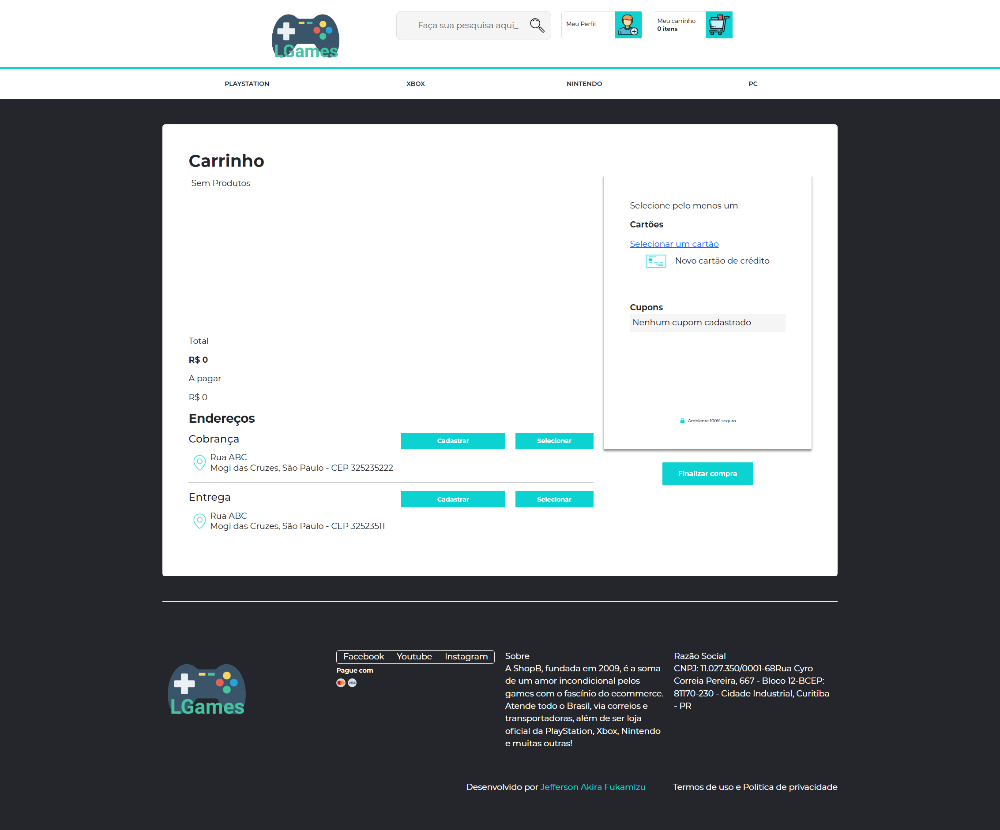 LGames
Faça sua pesquisa aqui_
Meu Perfil
Meu carrinho
0 itens
PLAYSTATION
XBOX
NINTENDO
PC
Carrinho
Sem Produtos
Selecione pelo menos um
Cartões
Selecionar um cartão
Novo cartão de crédito
Cupons
Nenhum cupom cadastrado
Ambiente 100% seguro
Total
R$ 0
A pagar
R$ 0
Endereços
Cobrança
Cadastrar
Selecionar
Rua ABC
Mogi das Cruzes, São Paulo - CEP 325235222
Finalizar compra
Entrega
Cadastrar
Selecionar
Rua ABC
Mogi das Cruzes, São Paulo - CEP 32523511
LGames
Facebook
Youtube
Instagram
Pague com
VISA
Sobre
A ShopB, fundada em 2009, é a soma
de um amor incondicional pelos
games com o fascínio do ecommerce.
Atende todo o Brasil, via correios e
transportadoras, além de ser loja
oficial da PlayStation, Xbox, Nintendo
e muitas outras!
Razão Social
CNPJ: 11.027.350/0001-68Rua Cyro
Correia Pereira, 667 - Bloco 12-BCEP:
81170-230 - Cidade Industrial, Curitiba
- PR
Desenvolvido por Jefferson Akira Fukamizu
Termos de uso e Politica de privacidade